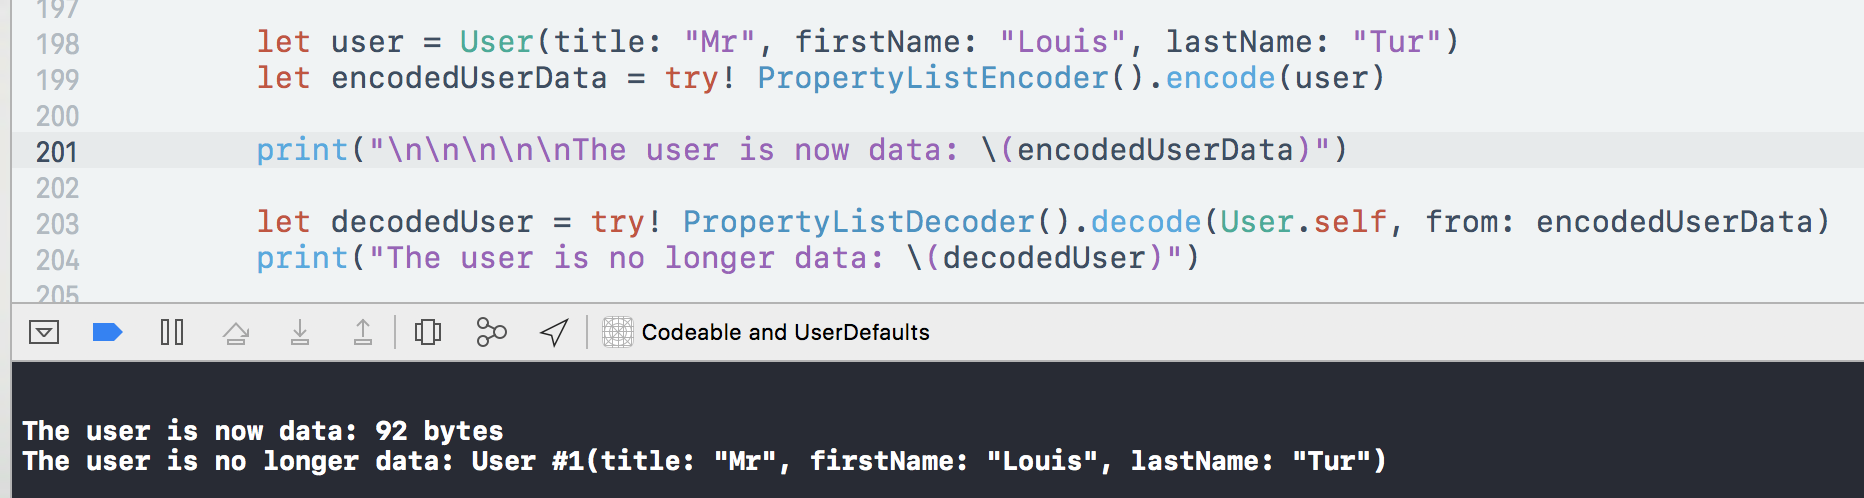 197
198 let user = User(title: "Mr", firstName: "Louis", lastName: "Tur")
199 let encodedUserData = try! PropertyListEncoder().encode(user)
200
201 print("\n\n\n\n\nThe user is now data: \(encodedUserData)")
202
203 let decodedUser = try! PropertyListDecoder().decode(User.self, from: encodedUserData)
204 print("The user is no longer data: \(decodedUser)")
205
Codeable and UserDefaults
The user is now data: 92 bytes
The user is no longer data: User #1(title: "Mr", firstName: "Louis", lastName: "Tur")